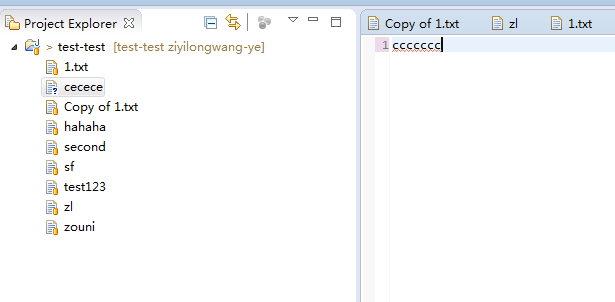 Project Explorer
> test-test [test-test ziyilongwang-ye]
1.txt
cecece
Copy of 1.txt
hahaha
second
sf
test123
zl
zouni
Copy of 1.txt zl 1.txt
1 ccccccc